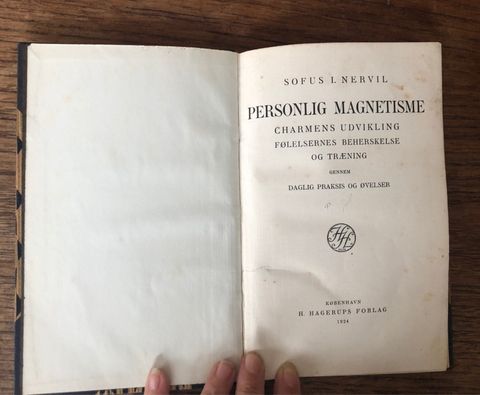 SOFUS I. NERVIL
PERSONLIG MAGNETISME
CHARMENS UDVIKLING
FØLELSERNES BEHERSKELSE
OG TRÆNING
GENNEM
DAGLIG PRAKSIS OG ØVELSER
HHF
KØBENHAVN
H. HAGERUPS FORLAG
1924